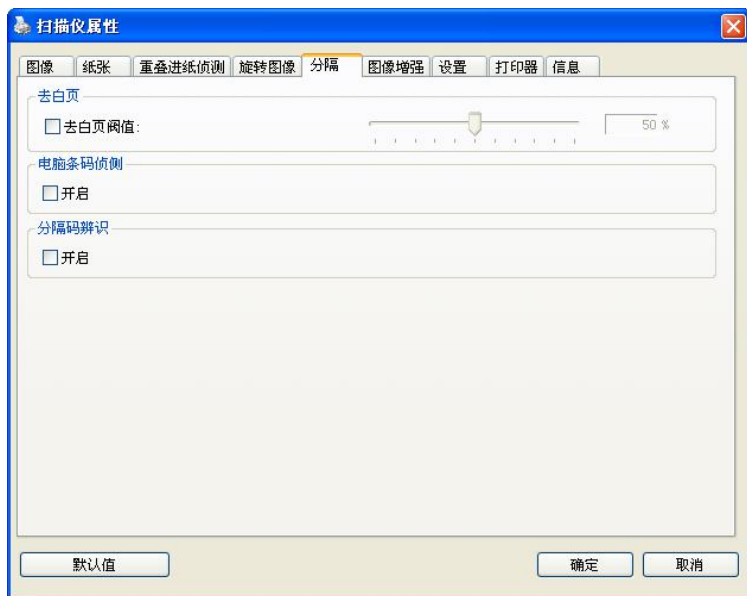 扫描仪属性
图像 纸张 重叠进纸侦测 旋转图像 分隔 图像增强 设置 打印器 信息
去白页
去白页阀值: 50 %
电脑条码侦侧
开启
分隔码辨识
开启
默认值 确定 取消